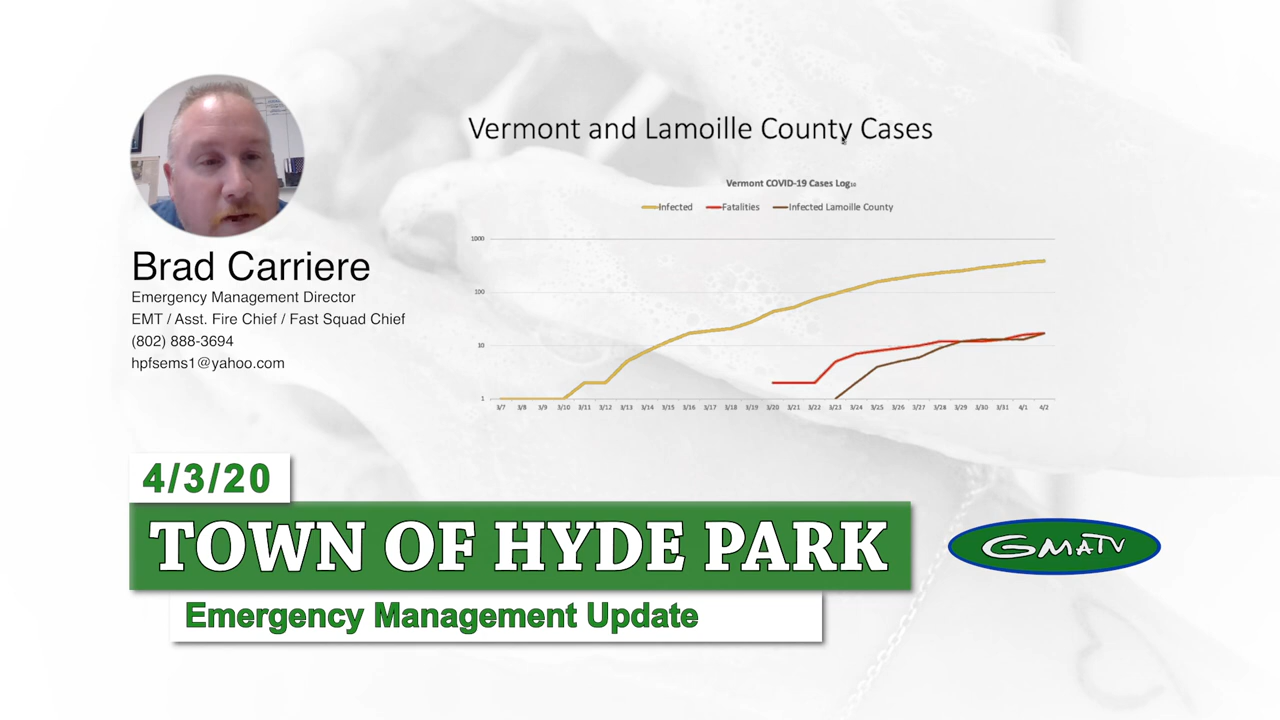 Brad Carriere
Emergency Management Director
EMT / Asst. Fire Chief / Fast Squad Chief
(802) 888-3694
hpfsems1@yahoo.com
Vermont and Lamoille County Cases
Vermont COVID-19 Cases Log₁₀
Infected Fatalities Infected Lamoille County
1000
100
10
1
3/7 3/8 3/9 3/10 3/11 3/12 3/13 3/14 3/15 3/16 3/17 3/18 3/19 3/20 3/21 3/22 3/23 3/24 3/25 3/26 3/27 3/28 3/29 3/30 3/31 4/1 4/2
4/3/20
TOWN OF HYDE PARK
GMATV
Emergency Management Update